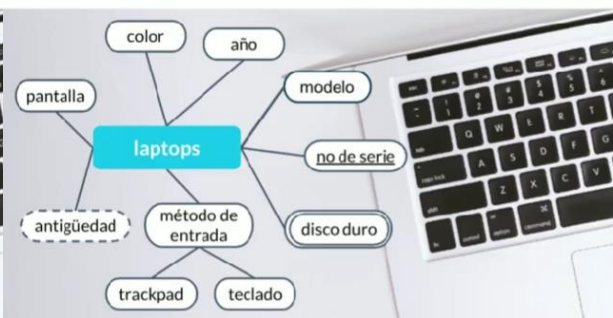 color
año
pantalla
modelo
laptops
no de serie
antigüedad
método de
entrada
disco duro
trackpad
teclado
Q
W
E
R
T
A
S
D
F
G
Z
X
C
V